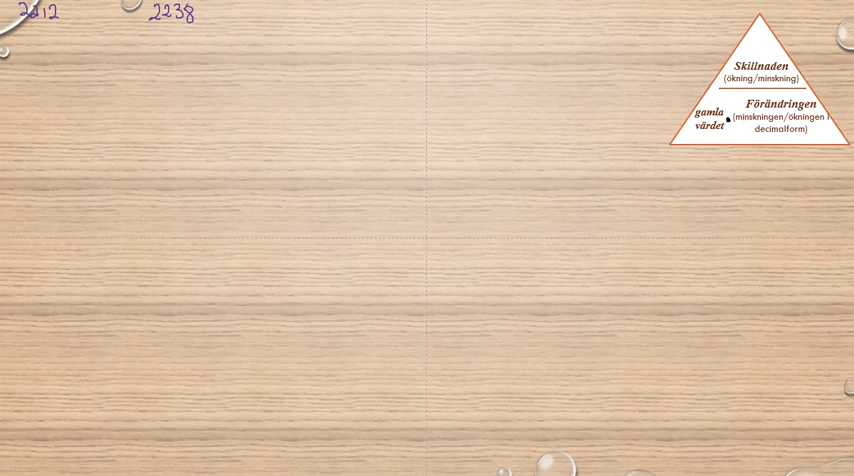 2212 2238
Skillnaden
(ökning/minskning)
gamla
värdet
Förändringen
(minskningen/ökningen i
decimalform)